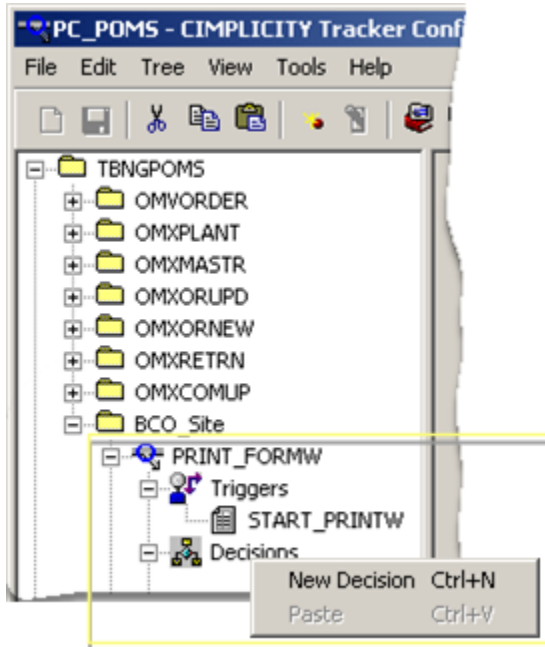 PC_POMS - CIMPLICITY Tracker Conf
File Edit Tree View Tools Help
TBNGPOMS
OMVORDER
OMXPLANT
OMXMASTR
OMXORUPD
OMXORNEW
OMXRETRN
OMXCOMUP
BCO_Site
PRINT_FORMW
Triggers
START_PRINTW
Decisions
New Decision Ctrl+N
Paste Ctrl+V